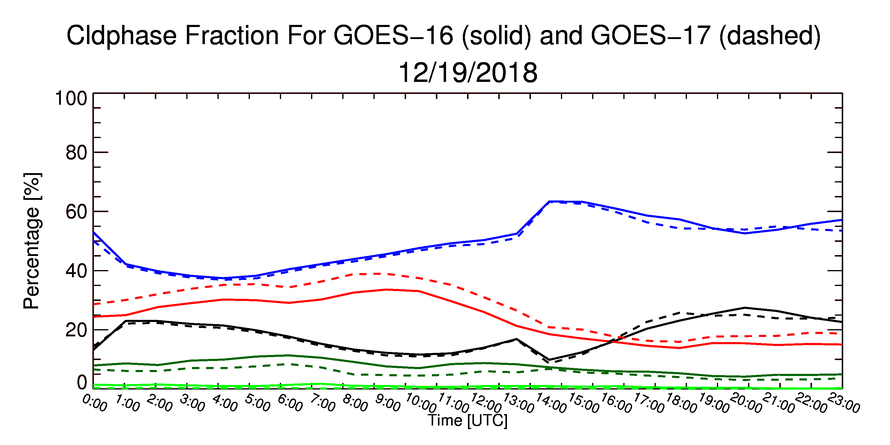 Cldphase Fraction For GOES−16 (solid) and GOES−17 (dashed)
12/19/2018
100
80
60
40
20
0
Percentage [%]
0:00 1:00 2:00 3:00 4:00 5:00 6:00 7:00 8:00 9:00 10:00 11:00 12:00 13:00 14:00 15:00 16:00 17:00 18:00 19:00 20:00 21:00 22:00 23:00
Time [UTC]